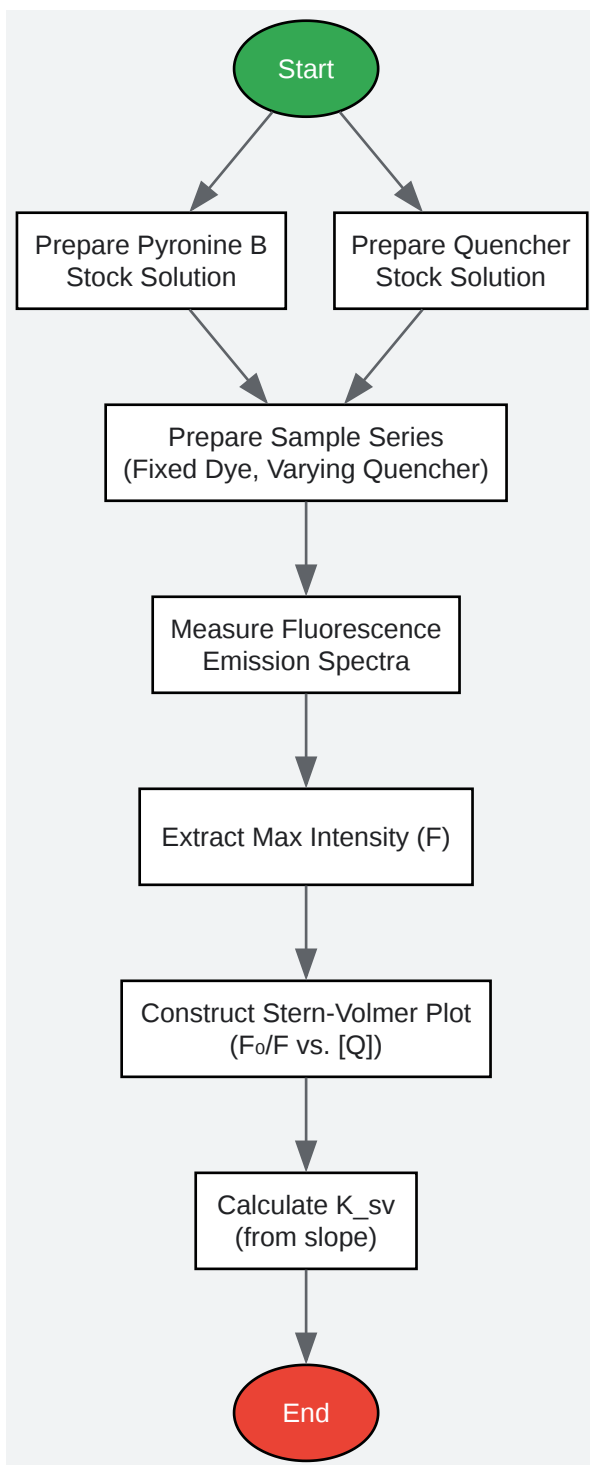 Start
Prepare Pyronine B
Stock Solution
Prepare Quencher
Stock Solution
Prepare Sample Series
(Fixed Dye, Varying Quencher)
Measure Fluorescence
Emission Spectra
Extract Max Intensity (F)
Construct Stern-Volmer Plot
(F₀/F vs. [Q])
Calculate K_sv
(from slope)
End